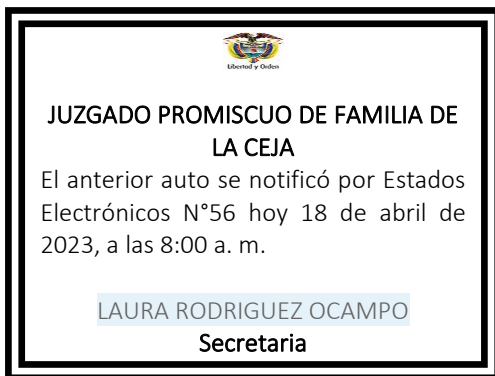 Libertad y Orden
JUZGADO PROMISCUO DE FAMILIA DE
LA CEJA
El anterior auto se notificó por Estados
Electrónicos N°56 hoy 18 de abril de
2023, a las 8:00 a. m.
LAURA RODRIGUEZ OCAMPO
Secretaria